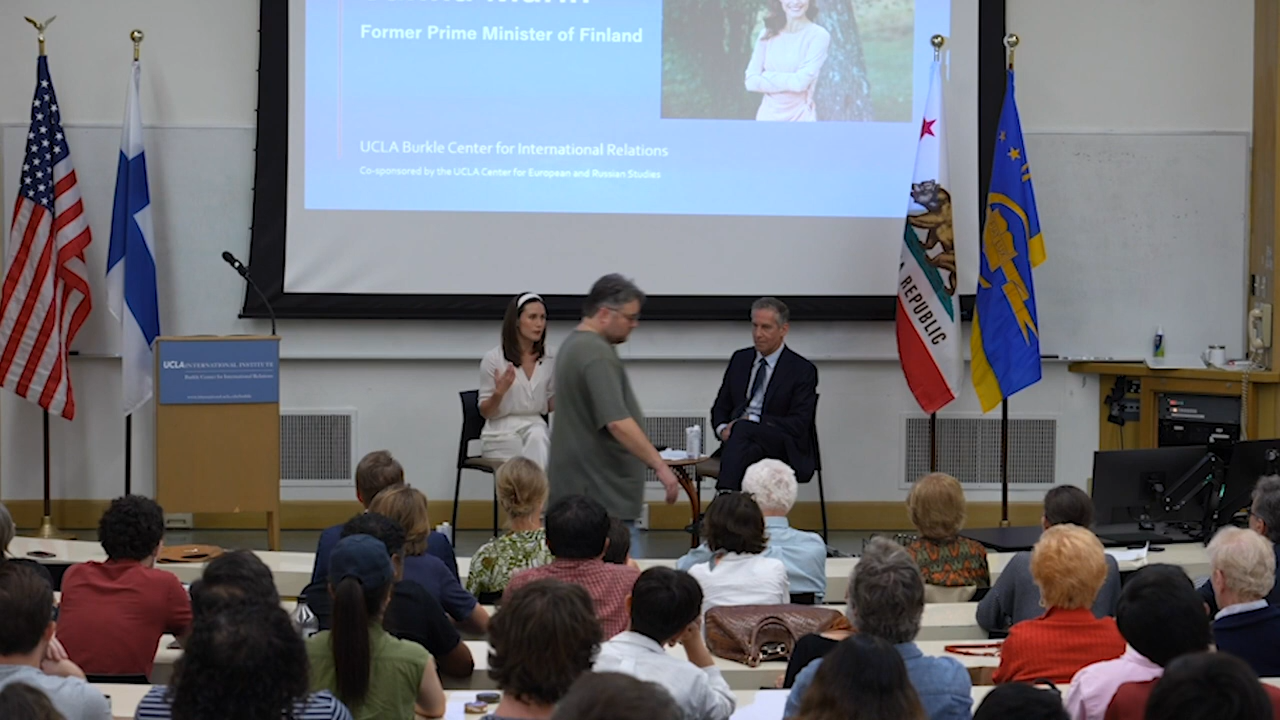 Former Prime Minister of Finland
UCLA Burkle Center for International Relations
Co-sponsored by the UCLA Center for European and Russian Studies
UCLA INTERNATIONAL INSTITUTE
Burkle Center for International Relations
REPUBLIC